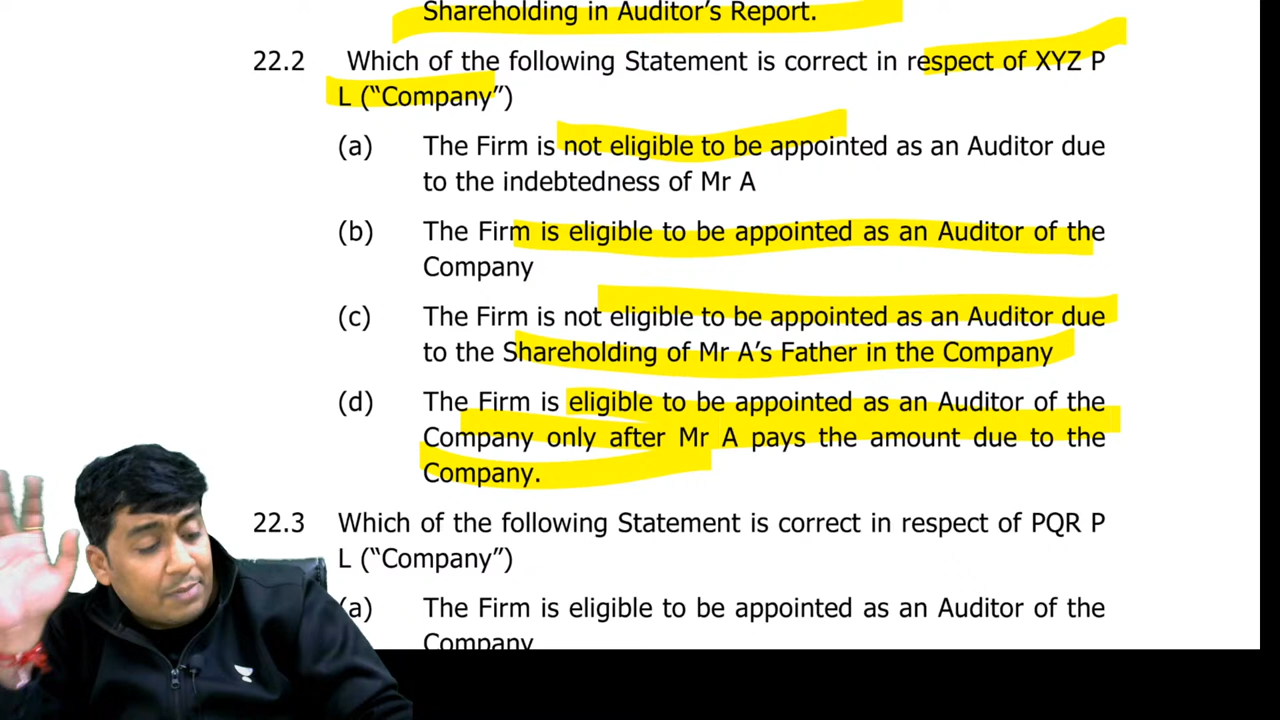 Shareholding in Auditor's Report.
22.2 Which of the following Statement is correct in respect of XYZ P
L ("Company")
(a) The Firm is not eligible to be appointed as an Auditor due
to the indebtedness of Mr A
(b) The Firm is eligible to be appointed as an Auditor of the
Company
(c) The Firm is not eligible to be appointed as an Auditor due
to the Shareholding of Mr A's Father in the Company
(d) The Firm is eligible to be appointed as an Auditor of the
Company only after Mr A pays the amount due to the
Company.
22.3 Which of the following Statement is correct in respect of PQR P
L ("Company")
(a) The Firm is eligible to be appointed as an Auditor of the
Company